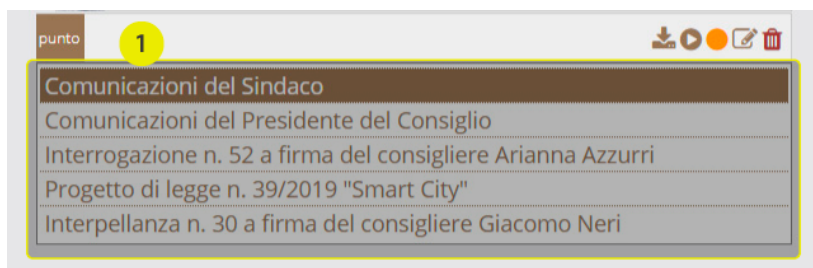 punto
1
Comunicazioni del Sindaco
Comunicazioni del Presidente del Consiglio
Interrogazione n. 52 a firma del consigliere Arianna Azzurri
Progetto di legge n. 39/2019 "Smart City"
Interpellanza n. 30 a firma del consigliere Giacomo Neri